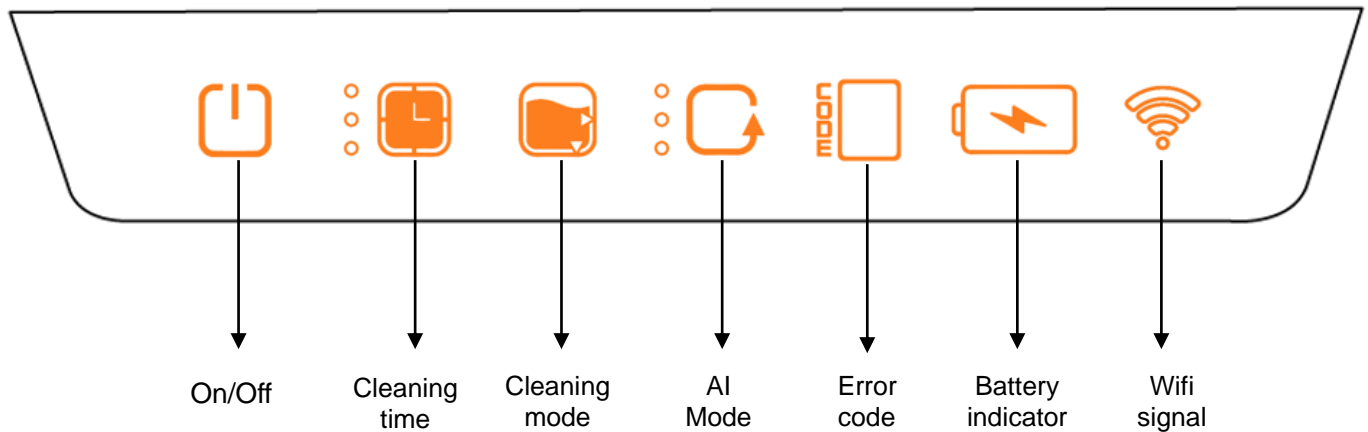 CODE
On/Off
Cleaning
time
Cleaning
mode
AI
Mode
Error
code
Battery
indicator
Wifi
signal